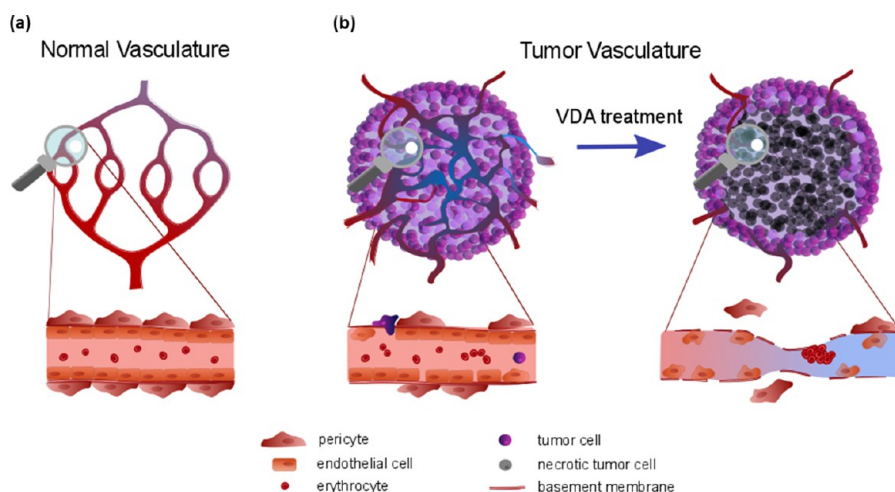 (a)
Normal Vasculature
(b)
Tumor Vasculature
VDA treatment
pericyte
endothelial cell
erythrocyte
tumor cell
necrotic tumor cell
basement membrane